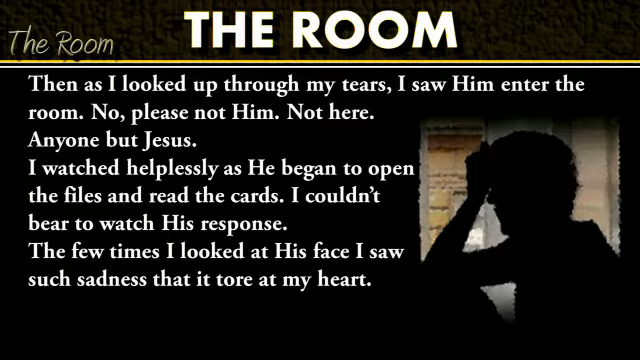 The Room
THE ROOM
Then as I looked up through my tears, I saw Him enter the
room. No, please not Him. Not here.
Anyone but Jesus.
I watched helplessly as He began to open
the files and read the cards. I couldn’t
bear to watch His response.
The few times I looked at His face I saw
such sadness that it tore at my heart.